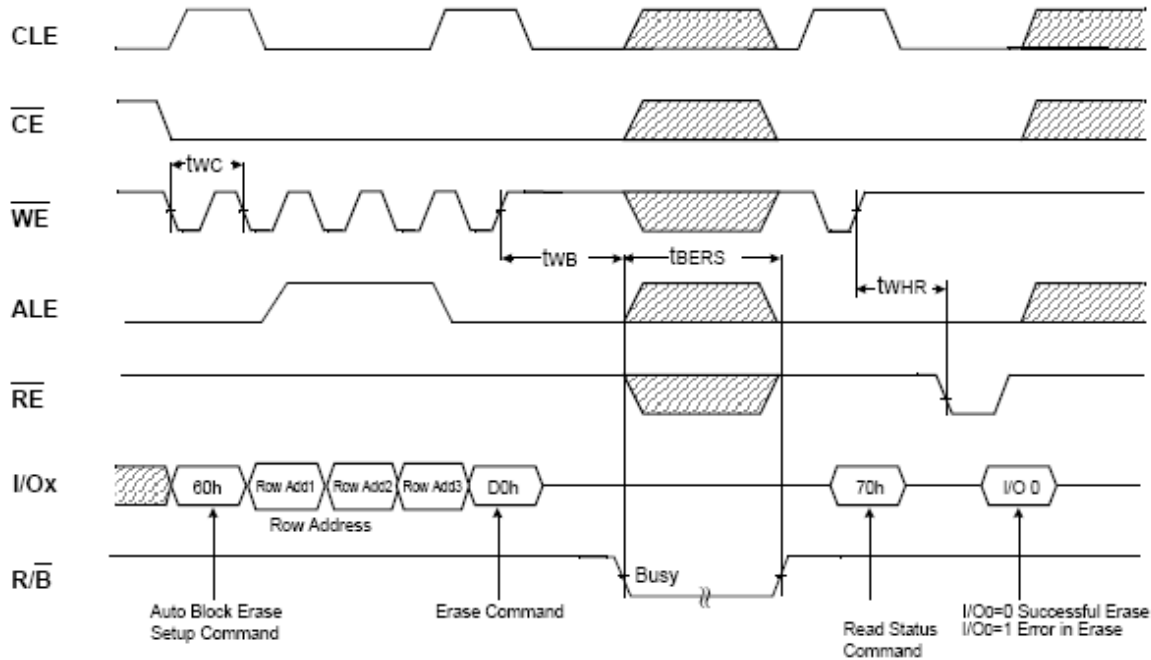 CLE
CE
tWC
WE
tWB
tBERS
tWHR
ALE
RE
I/Ox
60h
Row Add1
Row Add2
Row Add3
D0h
70h
I/O 0
Row Address
R/B
Busy
Auto Block Erase
Setup Command
Erase Command
Read Status
Command
I/O0=0 Successful Erase
I/O0=1 Error in Erase